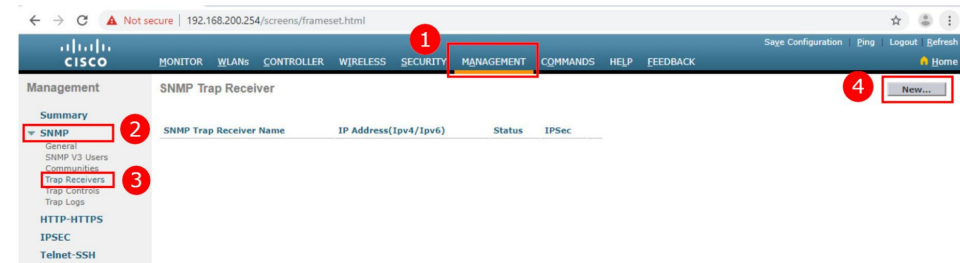 Not secure | 192.168.200.254/screens/frameset.html
1
Save Configuration Ping Logout Refresh
CISCO MONITOR WLANs CONTROLLER WIRELESS SECURITY MANAGEMENT COMMANDS HELP FEEDBACK Home
Management SNMP Trap Receiver 4 New...
Summary
SNMP 2 SNMP Trap Receiver Name IP Address(Ipv4/Ipv6) Status IPSec
General
SNMP V3 Users
Communities
Trap Receivers 3
Trap Controls
Trap Logs
HTTP-HTTPS
IPSEC
Telnet-SSH